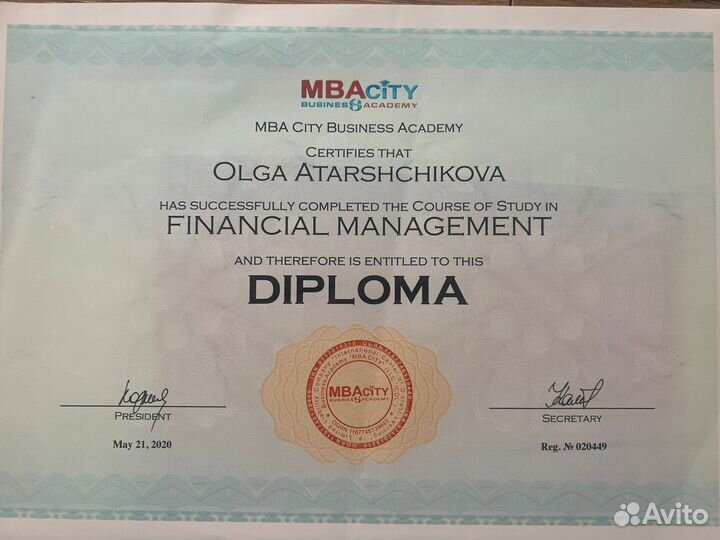 MBACITY
BUSINESS ACADEMY
MBA CITY BUSINESS ACADEMY
CERTIFIES THAT
OLGA ATARSHCHIKOVA
HAS SUCCESSFULLY COMPLETED THE COURSE OF STUDY IN
FINANCIAL MANAGEMENT
AND THEREFORE IS ENTITLED TO THIS
DIPLOMA
MBACITY
BUSINESS ACADEMY
PRESIDENT
SECRETARY
May 21, 2020
Reg. № 020449
Avito